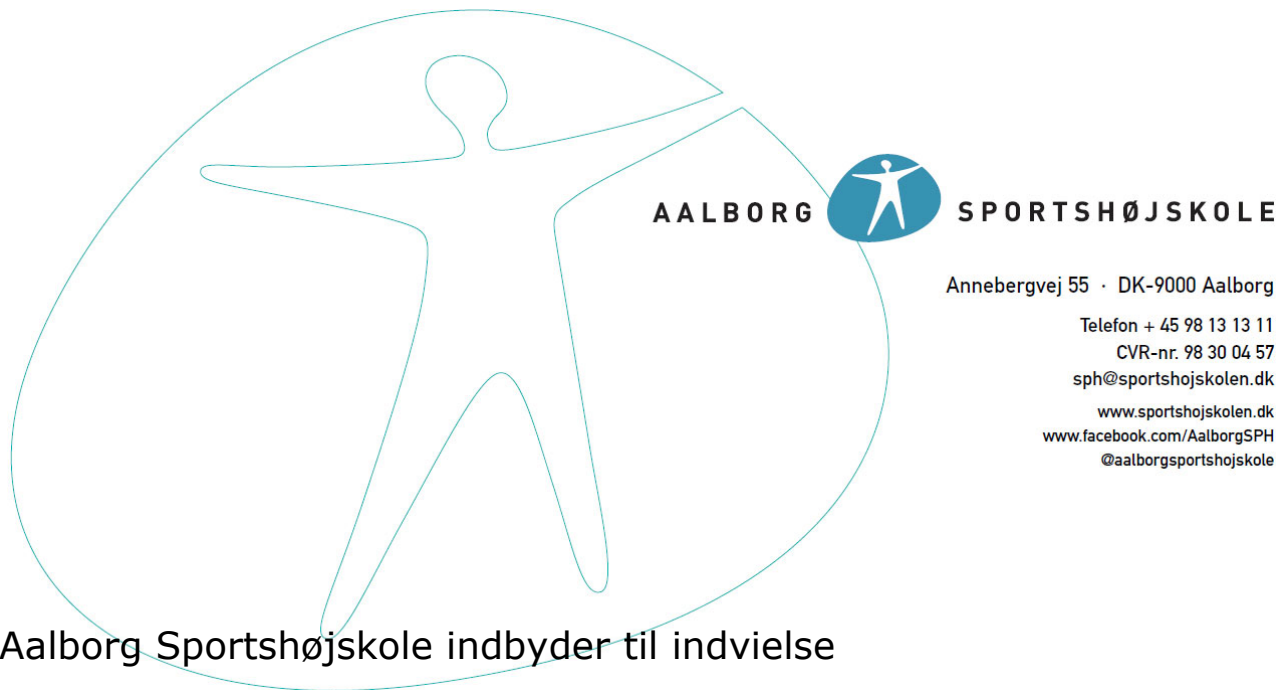 AALBORG SPORTSHØJSKOLE
Annebergvej 55 · DK-9000 Aalborg
Telefon + 45 98 13 13 11
CVR-nr. 98 30 04 57
sph@sportshojskolen.dk
www.sportshojskolen.dk
www.facebook.com/AalborgSPH
@aalborgsportshojskole
Aalborg Sportshøjskole indbyder til indvielse